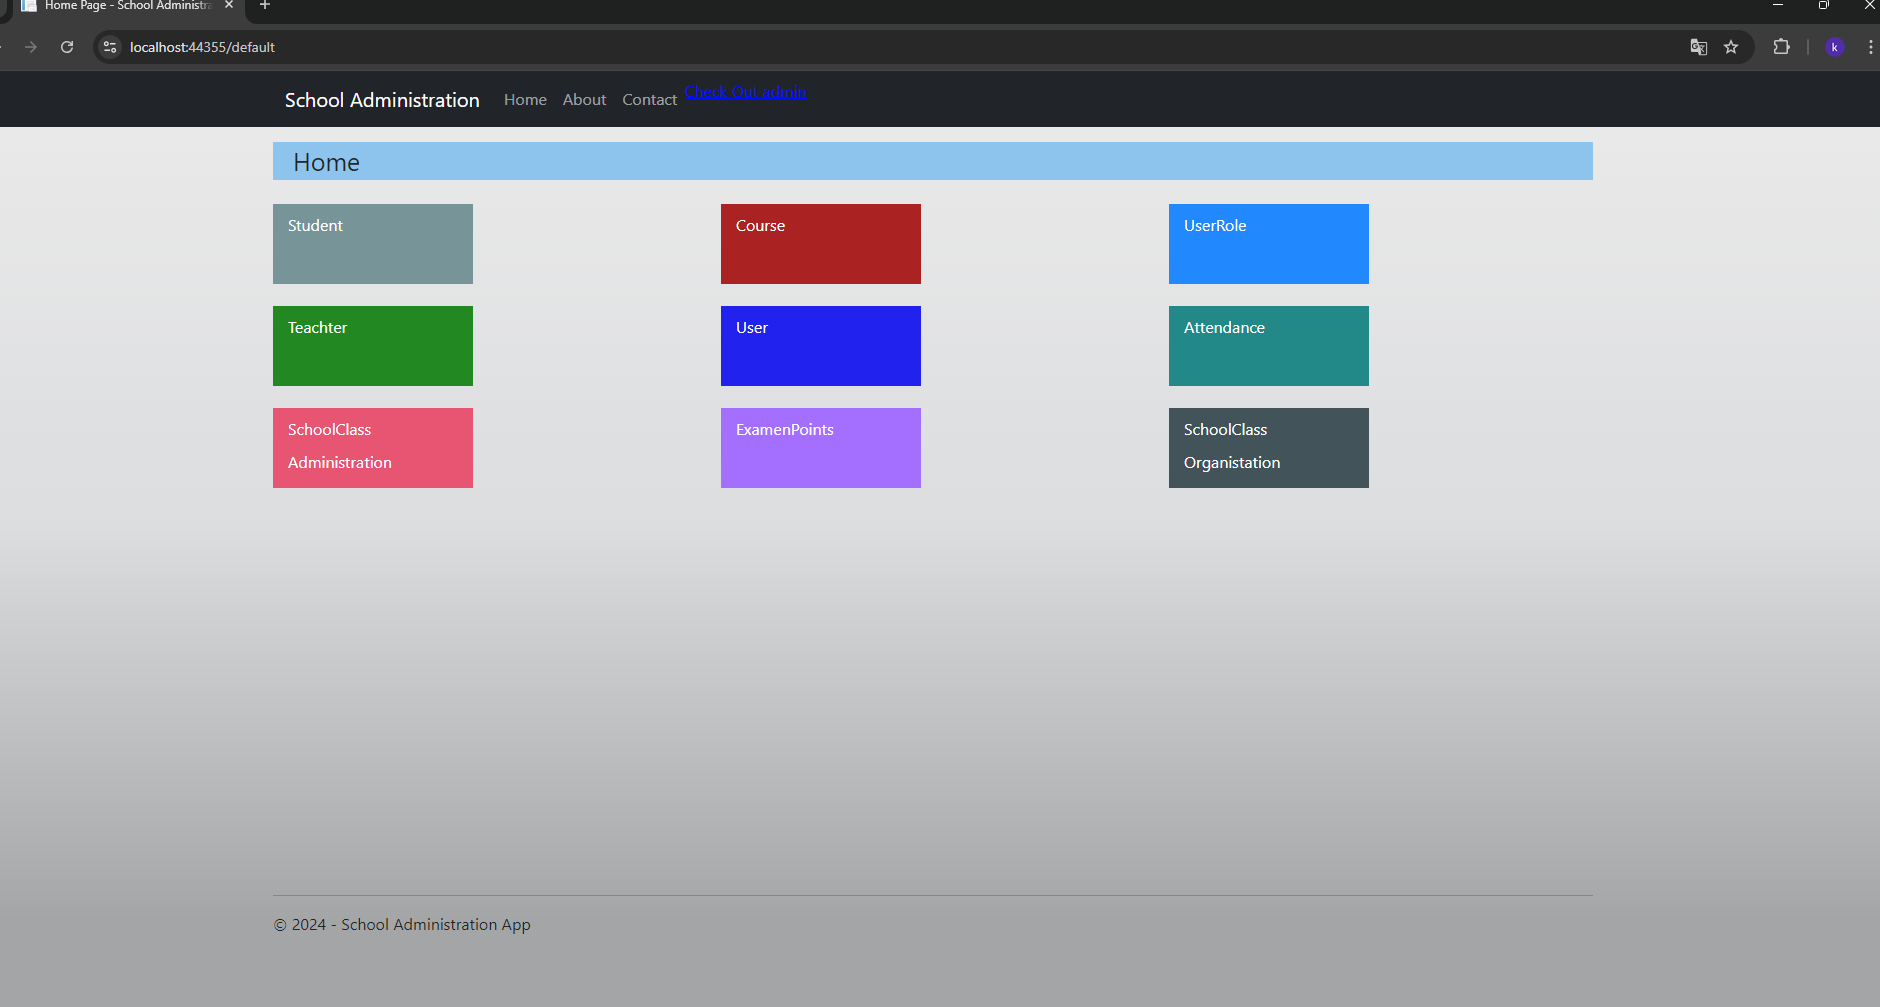 Home Page - School Administra
localhost:44355/default
k
School Administration Home About Contact Check Out admin
Home
Student Course UserRole
Teachter User Attendance
SchoolClass ExamenPoints SchoolClass
Administration Organistation
© 2024 - School Administration App